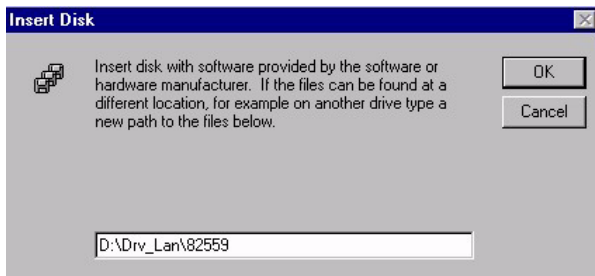 Insert Disk
Insert disk with software provided by the software or
hardware manufacturer. If the files can be found at a
different location, for example on another drive type a
new path to the files below.
OK
Cancel
D:\Drv_Lan\82559